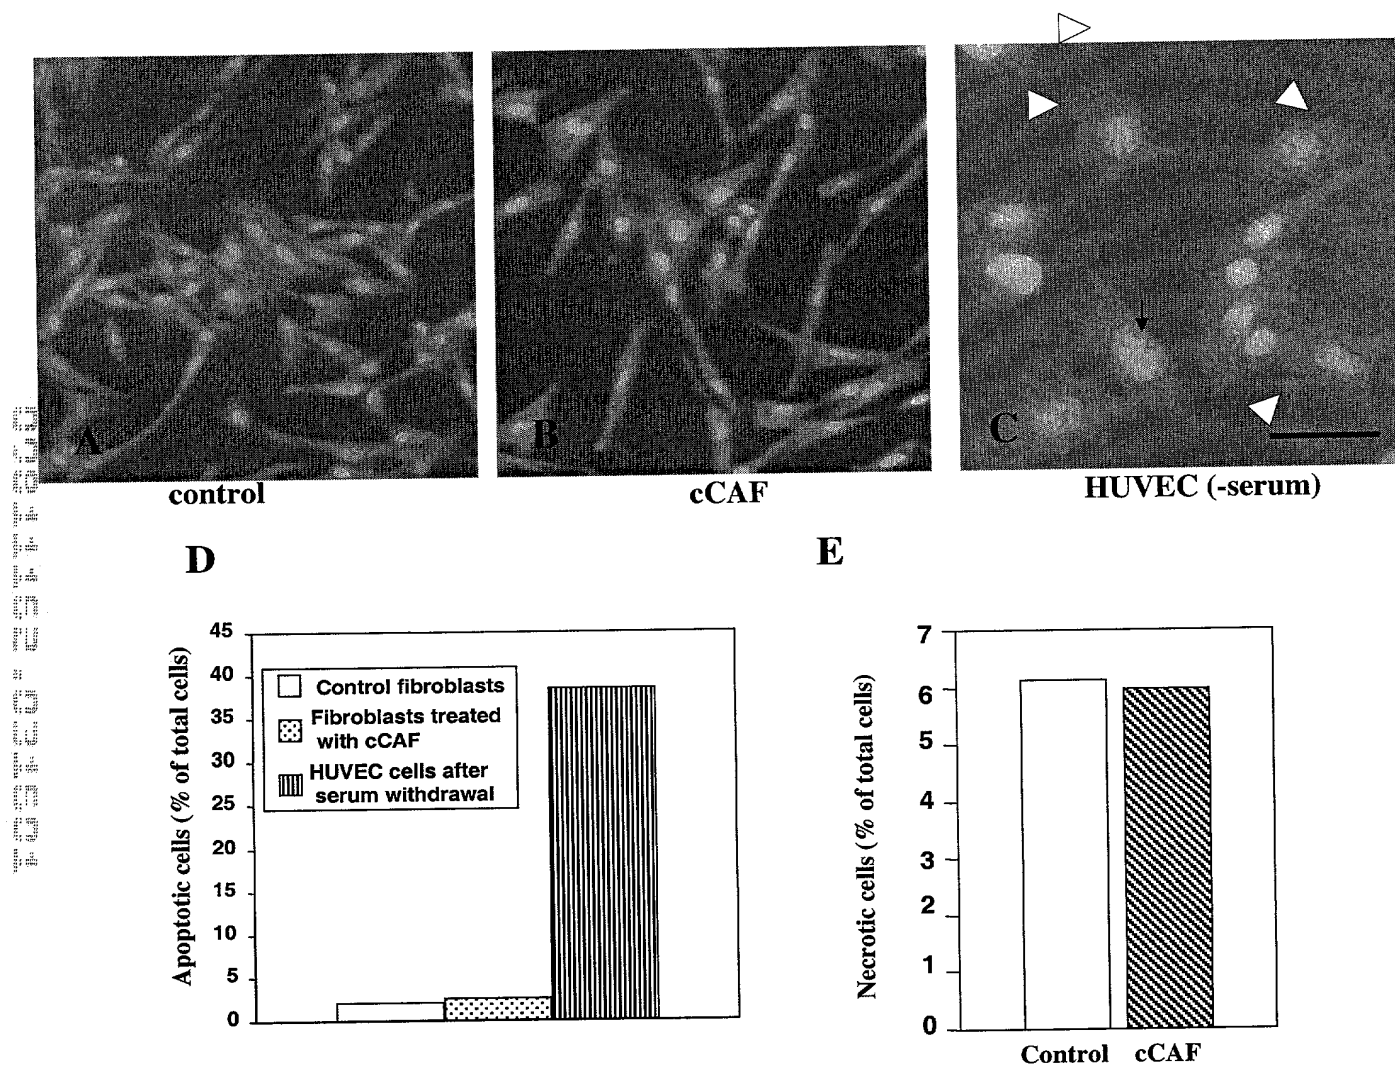 A
B
C
control
cCAF
HUVEC (-serum)
D
E
Apoptotic cells (% of total cells)
45
40
35
30
25
20
15
10
5
0
Control fibroblasts
Fibroblasts treated
with cCAF
HUVEC cells after
serum withdrawal
Necrotic cells (% of total cells)
7
6
5
4
3
2
1
0
Control
cCAF